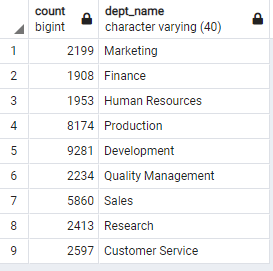 count dept_name
bigint character varying (40)
1 2199 Marketing
2 1908 Finance
3 1953 Human Resources
4 8174 Production
5 9281 Development
6 2234 Quality Management
7 5860 Sales
8 2413 Research
9 2597 Customer Service